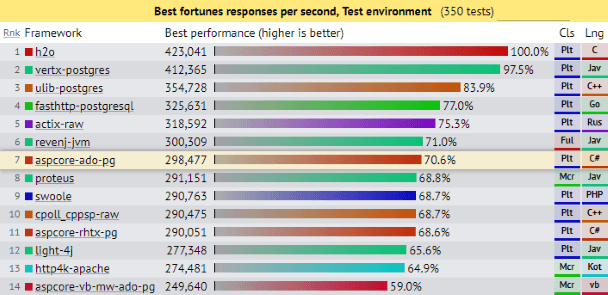 Best fortunes responses per second, Test environment (350 tests)
Rnk Framework Best performance (higher is better) Cls Lng
1 h2o 423,041 100.0% Plt C
2 vertx-postgres 412,365 97.5% Plt Jav
3 ulib-postgres 354,728 83.9% Plt C++
4 fasthttp-postgresql 325,631 77.0% Plt Go
5 actix-raw 318,592 75.3% Plt Rus
6 revenj-jvm 300,309 71.0% Ful Jav
7 aspcore-ado-pg 298,477 70.6% Plt C#
8 proteus 291,151 68.8% Mcr Jav
9 swoole 290,763 68.7% Plt PHP
10 cpoll_cppsp-raw 290,475 68.7% Plt C++
11 aspcore-rhtx-pg 290,051 68.6% Plt C#
12 light-4j 277,348 65.6% Plt Jav
13 http4k-apache 274,481 64.9% Mcr Kot
14 aspcore-vb-mw-ado-pg 249,640 59.0% Mcr vb